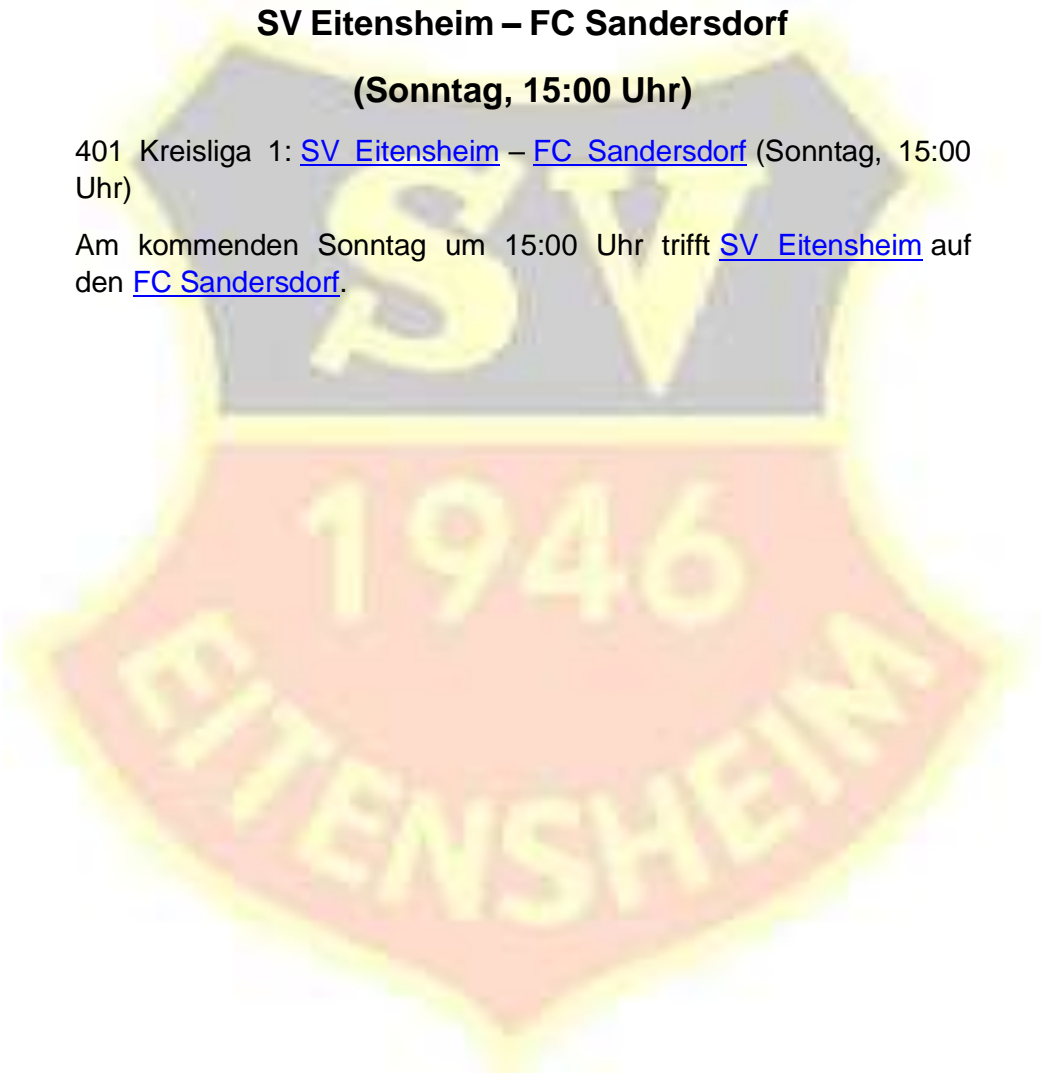 SV Eitensheim – FC Sandersdorf
(Sonntag, 15:00 Uhr)
401 Kreisliga 1: SV Eitensheim – FC Sandersdorf (Sonntag, 15:00
Uhr)
Am kommenden Sonntag um 15:00 Uhr trifft SV Eitensheim auf
den FC Sandersdorf.
SV
1946
EITENSHEIM